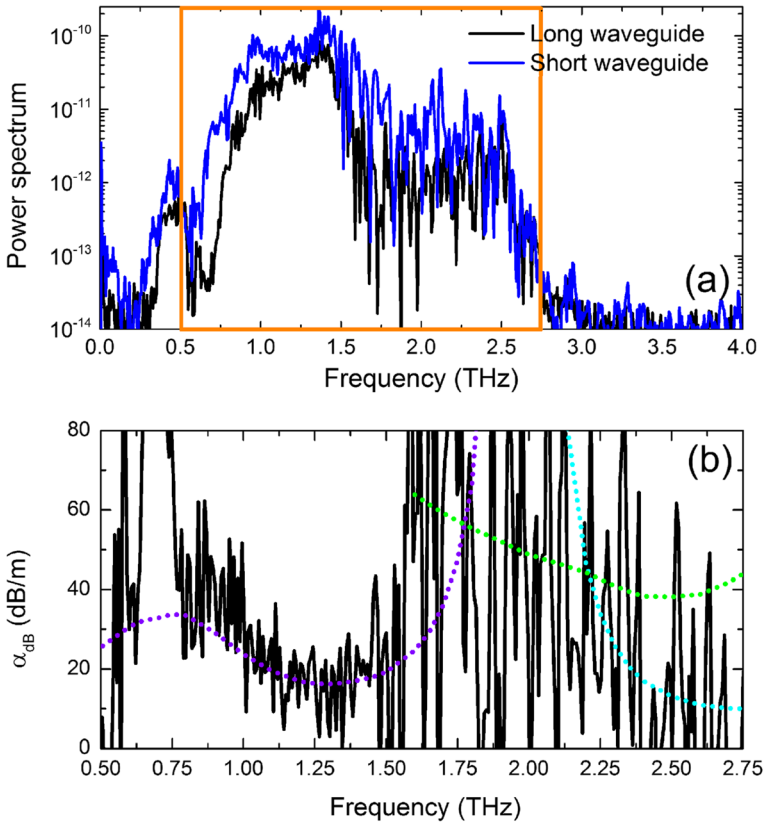 10⁻¹⁰
10⁻¹¹
10⁻¹²
10⁻¹³
10⁻¹⁴
Power spectrum
Long waveguide
Short waveguide
(a)
0.0 0.5 1.0 1.5 2.0 2.5 3.0 3.5 4.0
Frequency (THz)
80
60
40
20
0
α_dB (dB/m)
(b)
0.50 0.75 1.00 1.25 1.50 1.75 2.00 2.25 2.50 2.75
Frequency (THz)